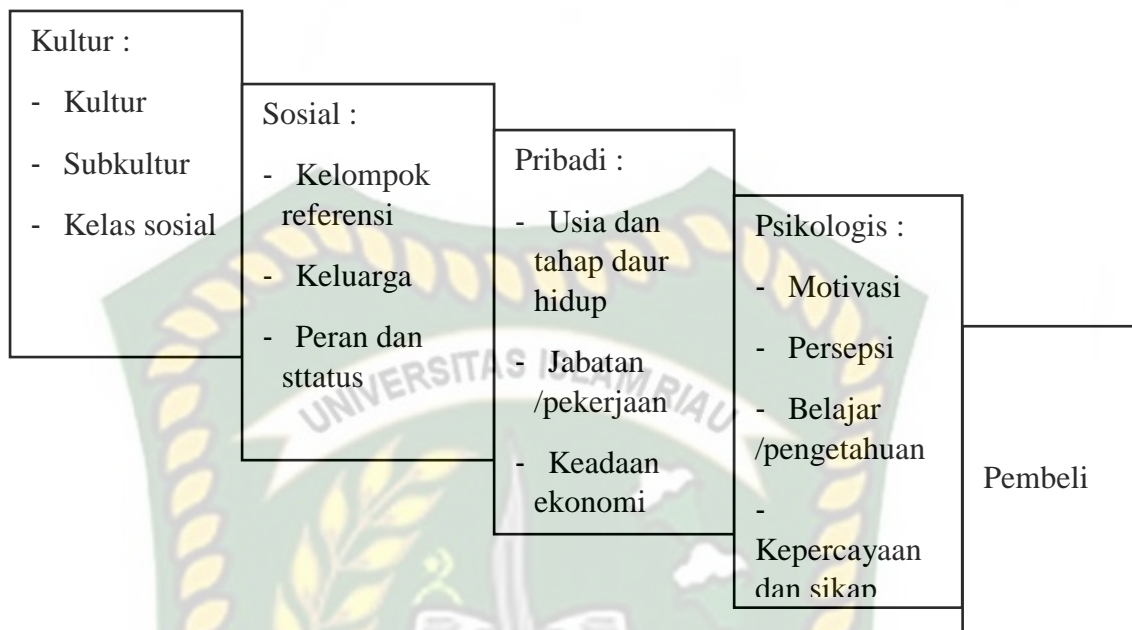 Kultur :
- Kultur
- Subkultur
- Kelas sosial
Sosial :
- Kelompok
referensi
- Keluarga
- Peran dan
sttatus
Pribadi :
- Usia dan
tahap daur
hidup
- Jabatan
/pekerjaan
- Keadaan
ekonomi
Psikologis :
- Motivasi
- Persepsi
- Belajar
/pengetahuan
-
Kepercayaan
dan sikap
Pembeli
UNIVERSITAS ISLAM RIAU